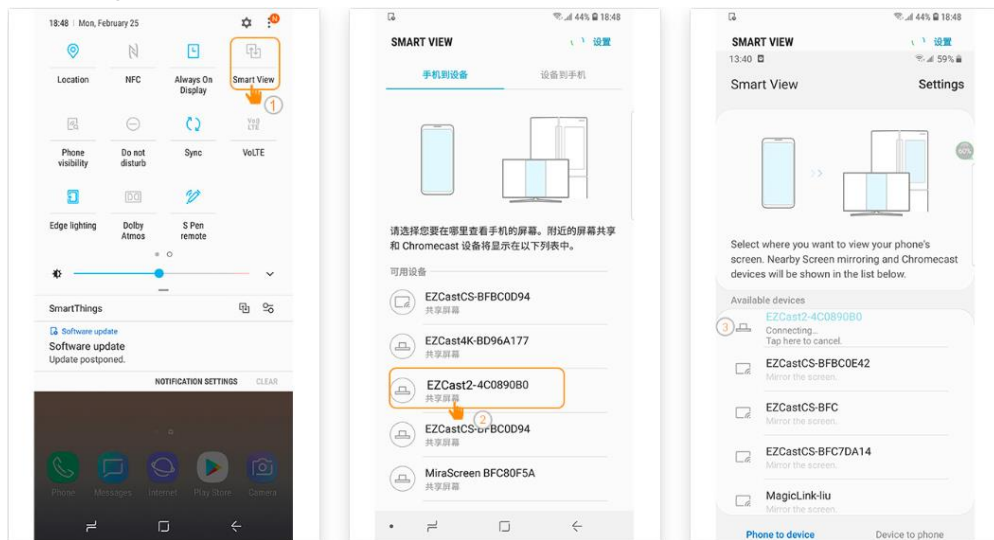 18:48 Mon, February 25
N
Location
NFC
Always On
Display
Smart View
1
Phone
visibility
Do not
disturb
Sync
VoLTE
Edge lighting
Dolby
Atmos
S Pen
remote
SmartThings
Software update
Software update
Update postponed.
NOTIFICATION SETTINGS CLEAR
Phone
Messages
Internet
Play Store
Camera
44% 18:48
SMART VIEW
设置
手机到设备
设备到手机
请选择您要在哪里查看手机的屏幕。附近的屏幕共享
和 Chromecast 设备将显示在以下列表中。
可用设备
EZCastCS-BFBC0D94
共享屏幕
EZCast4K-BD96A177
共享屏幕
EZCast2-4C0890B0
共享屏幕
2
EZCastCS-BFBC0D94
共享屏幕
MiraScreen BFC80F5A
共享屏幕
44% 18:48
SMART VIEW
设置
13:40
59%
Smart View
Settings
60%
Select where you want to view your phone's
screen. Nearby Screen mirroring and Chromecast
devices will be shown in the list below.
Available devices
EZCast2-4C0890B0
3
Connecting...
Tap here to cancel.
EZCastCS-BFBC0E42
Mirror the screen.
EZCastCS-BFC
Mirror the screen.
EZCastCS-BFC7DA14
Mirror the screen.
MagicLink-liu
Mirror the screen.
Phone to device
Device to phone